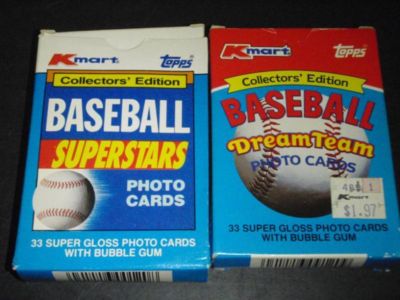 Kmart
Topps
Collectors' Edition
BASEBALL
SUPERSTARS
PHOTO
CARDS
33 SUPER GLOSS PHOTO CARDS
WITH BUBBLE GUM
Kmart
Topps
Collectors' Edition
BASEBALL
Dream Team
PHOTO CARDS
Kmart
$1.97
33 SUPER GLOSS PHOTO CARDS
WITH BUBBLE GUM